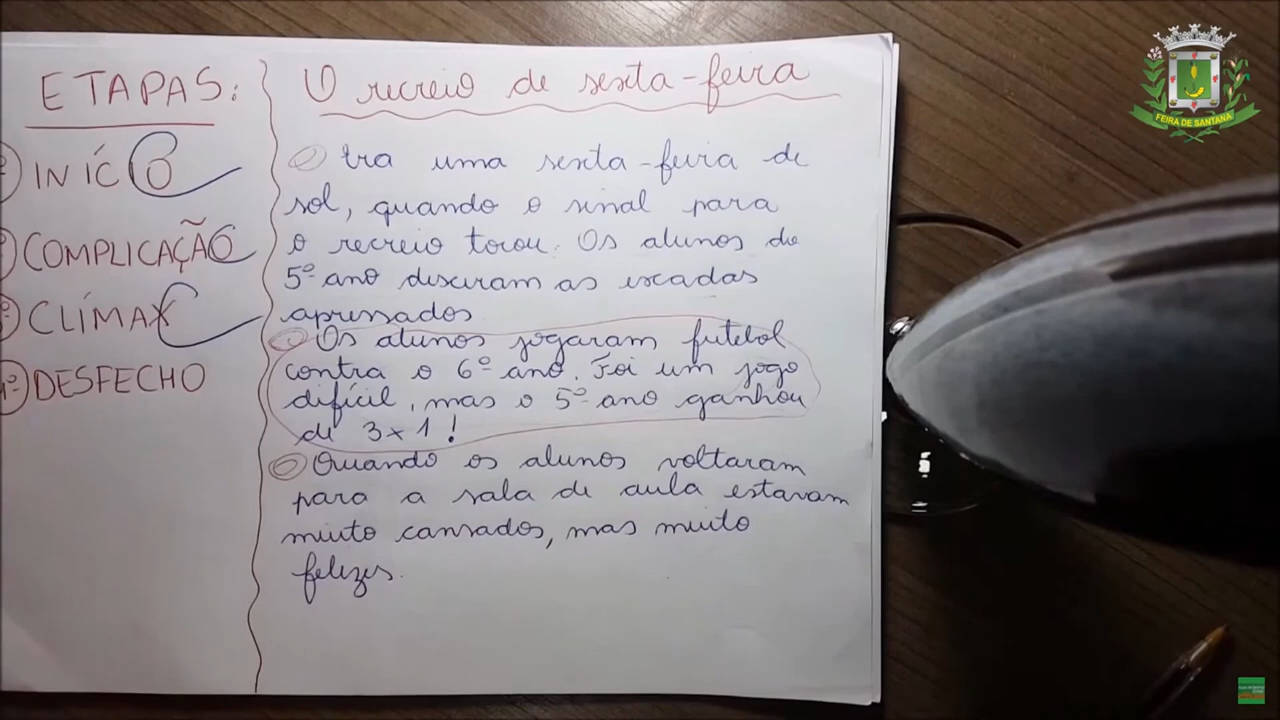 ETAPAS:
INÍCIO
COMPLICAÇÃO
CLÍMAX
DESFECHO
O recreio de sexta-feira
Era uma sexta-feira de
sol, quando o sinal para
o recreio tocou. Os alunos do
5º ano desceram as escadas
apressados.
Os alunos jogaram futebol
contra o 6º ano. Foi um jogo
difícil, mas o 5º ano ganhou
de 3x1!
Quando os alunos voltaram
para a sala de aula estavam
muito cansados, mas muito
felizes.
FEIRA DE SANTANA